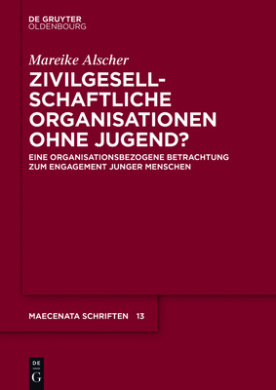 DE GRUYTER
OLDENBOURG
Mareike Alscher
ZIVILGESELL-
SCHAFTLICHE
ORGANISATIONEN
OHNE JUGEND?
EINE ORGANISATIONSBEZOGENE BETRACHTUNG
ZUM ENGAGEMENT JUNGER MENSCHEN
MAECENATA SCHRIFTEN 13
DE
G